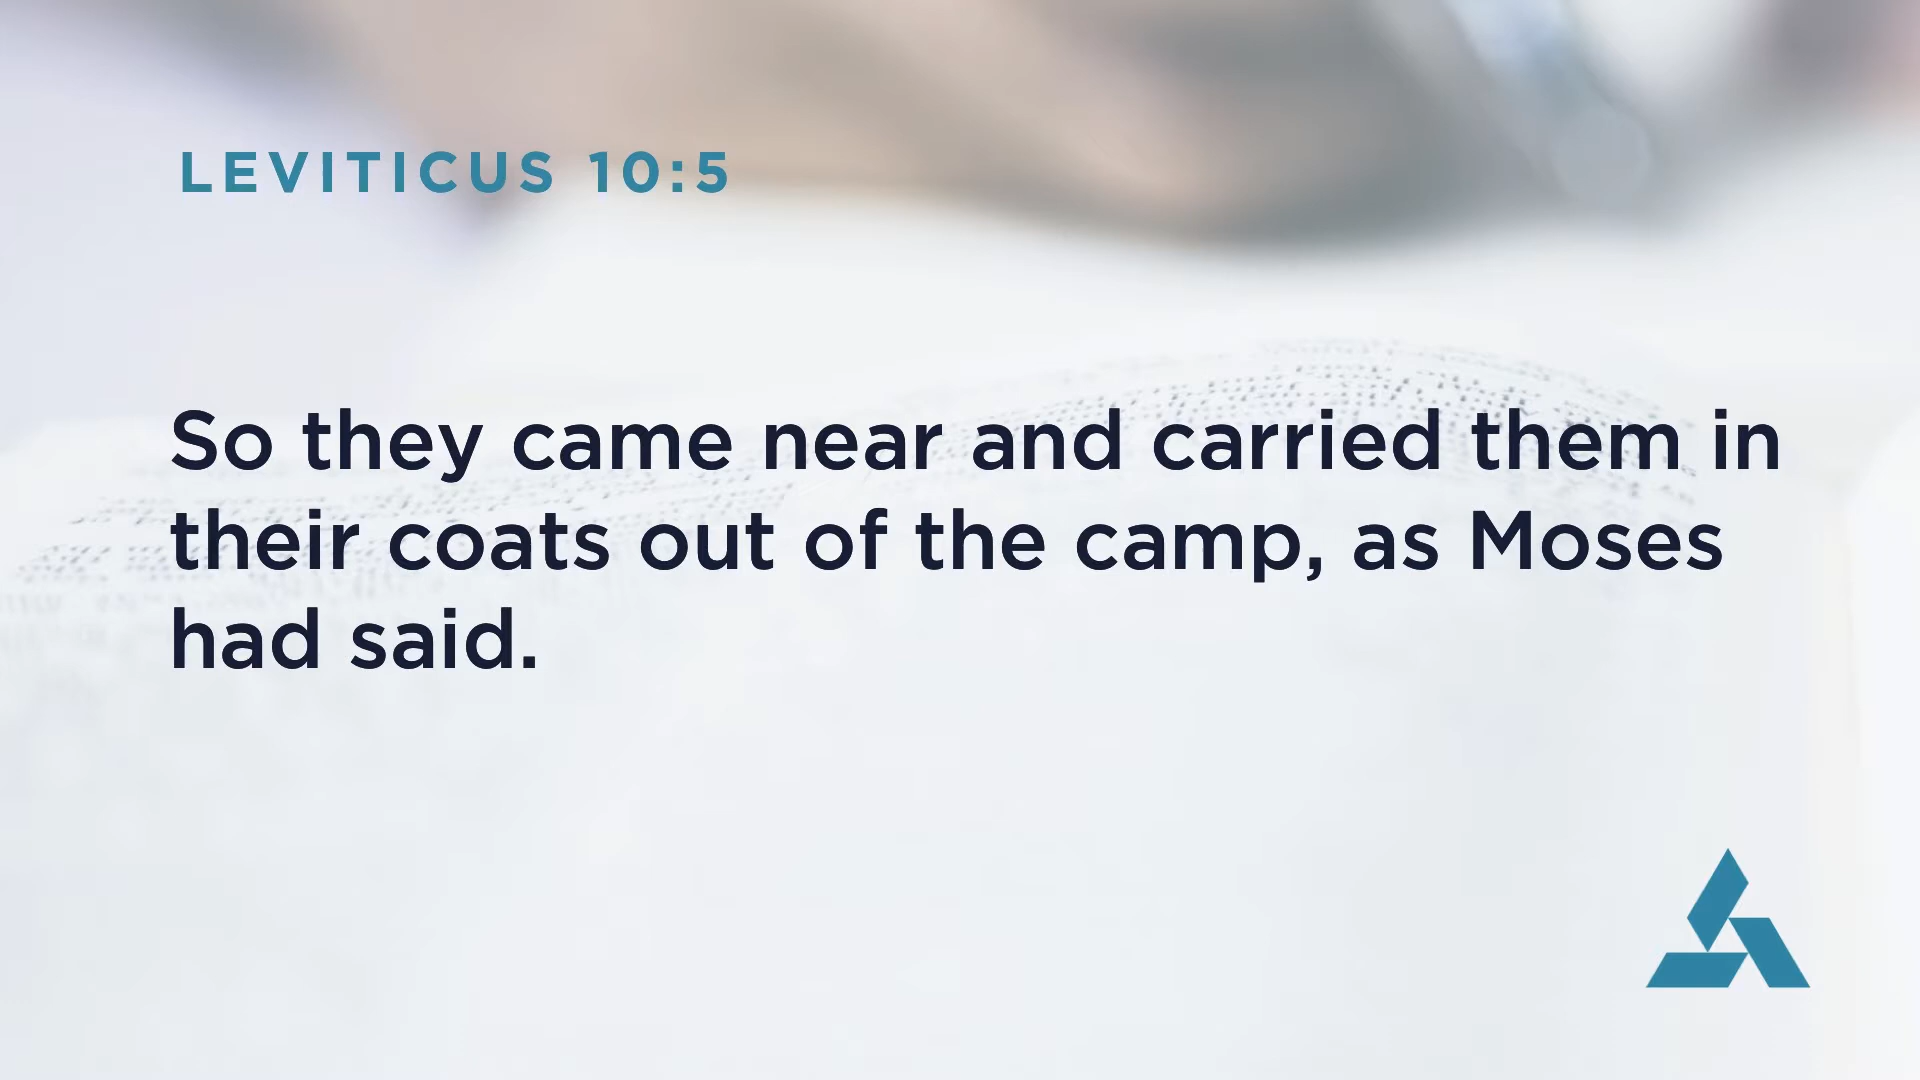 LEVITICUS 10:5
So they came near and carried them in
their coats out of the camp, as Moses
had said.